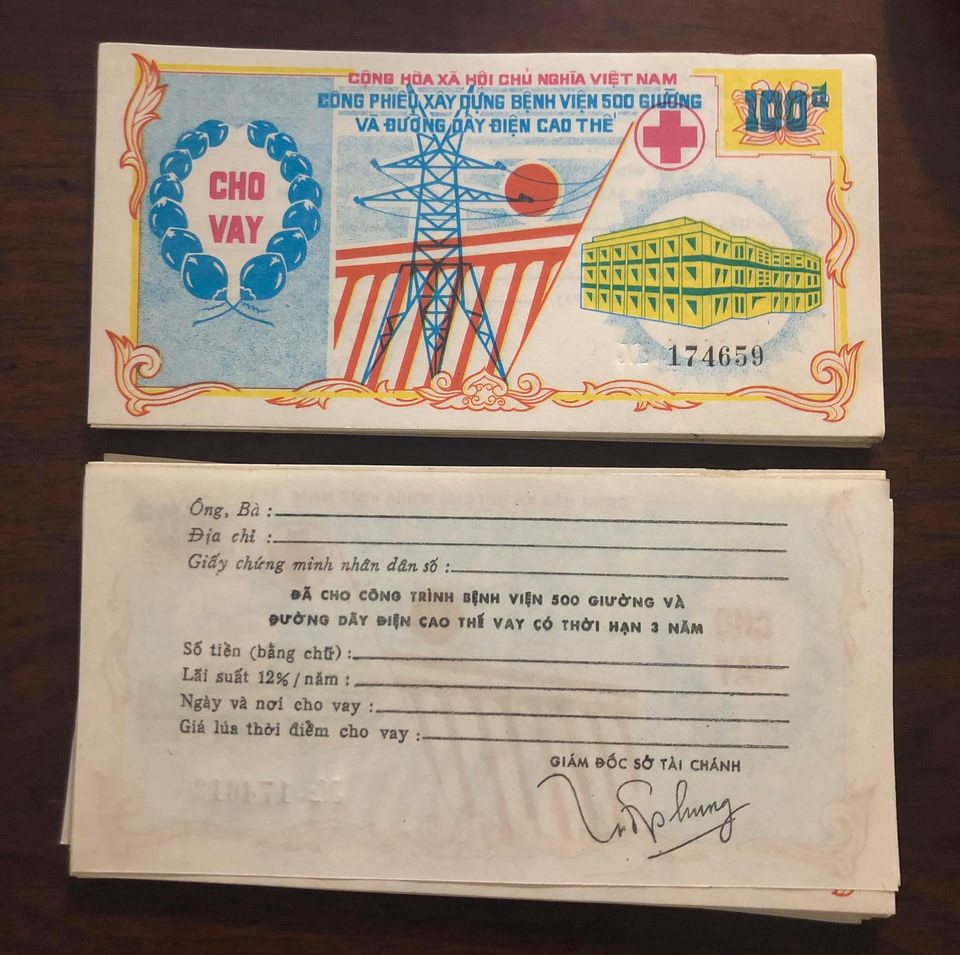 CỘNG HÒA XÃ HỘI CHỦ NGHĨA VIỆT NAM
CÔNG PHIẾU XÂY DỰNG BỆNH VIỆN 500 GIƯỜNG
VÀ ĐƯỜNG DÂY ĐIỆN CAO THẾ
100đ
CHO
VAY
174659
Ông, Bà :
Địa chỉ :
Giấy chứng minh nhân dân số :
ĐÃ CHO CÔNG TRÌNH BỆNH VIỆN 500 GIƯỜNG VÀ
ĐƯỜNG DÂY ĐIỆN CAO THẾ VAY CÓ THỜI HẠN 3 NĂM
Số tiền (bằng chữ) :
Lãi suất 12%/năm :
Ngày và nơi cho vay :
Giá lúa thời điểm cho vay :
GIÁM ĐỐC SỞ TÀI CHÁNH